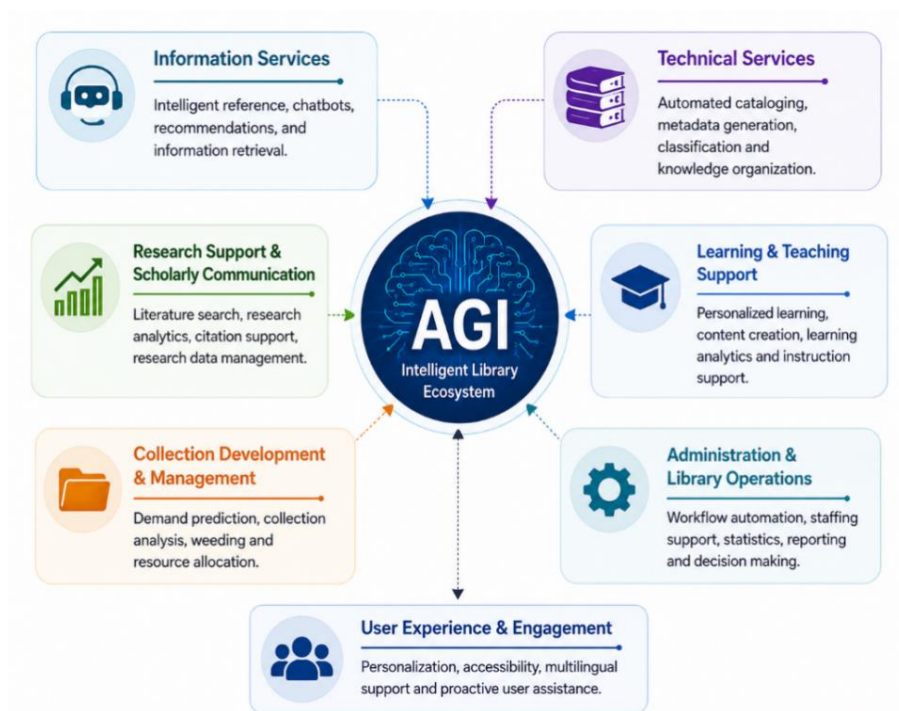 Information Services
Intelligent reference, chatbots,
recommendations, and
information retrieval.
Technical Services
Automated cataloging,
metadata generation,
classification and
knowledge organization.
Research Support &
Scholarly Communication
Literature search, research
analytics, citation support,
research data management.
AGI
Intelligent Library
Ecosystem
Learning & Teaching
Support
Personalized learning,
content creation, learning
analytics and instruction
support.
Collection Development
& Management
Demand prediction, collection
analysis, weeding and
resource allocation.
Administration &
Library Operations
Workflow automation, staffing
support, statistics, reporting
and decision making.
User Experience & Engagement
Personalization, accessibility, multilingual
support and proactive user assistance.